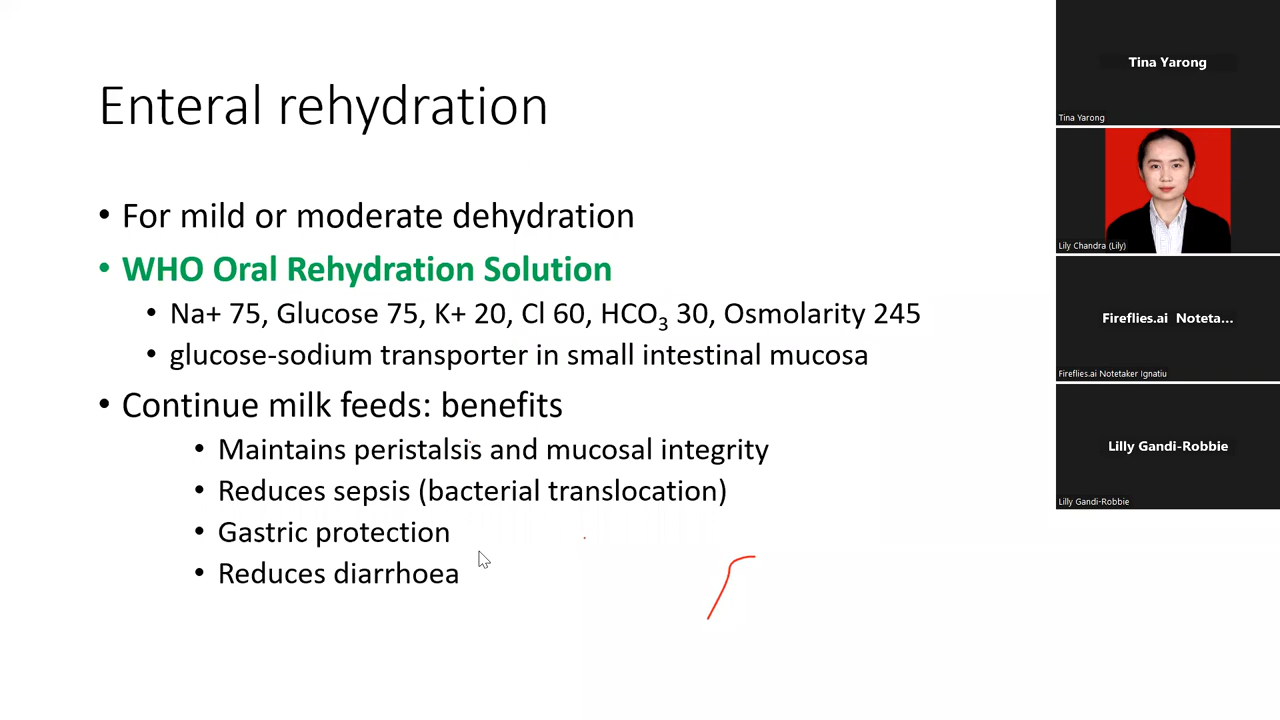 Enteral rehydration
• For mild or moderate dehydration
• WHO Oral Rehydration Solution
• Na+ 75, Glucose 75, K+ 20, Cl 60, HCO₃ 30, Osmolarity 245
• glucose-sodium transporter in small intestinal mucosa
• Continue milk feeds: benefits
• Maintains peristalsis and mucosal integrity
• Reduces sepsis (bacterial translocation)
• Gastric protection
• Reduces diarrhoea
Tina Yarong
Tina Yarong
Lily Chandra (Lily)
Fireflies.ai Noteta...
Fireflies.ai Notetaker Ignatiu
Lilly Gandi-Robbie
Lilly Gandi-Robbie